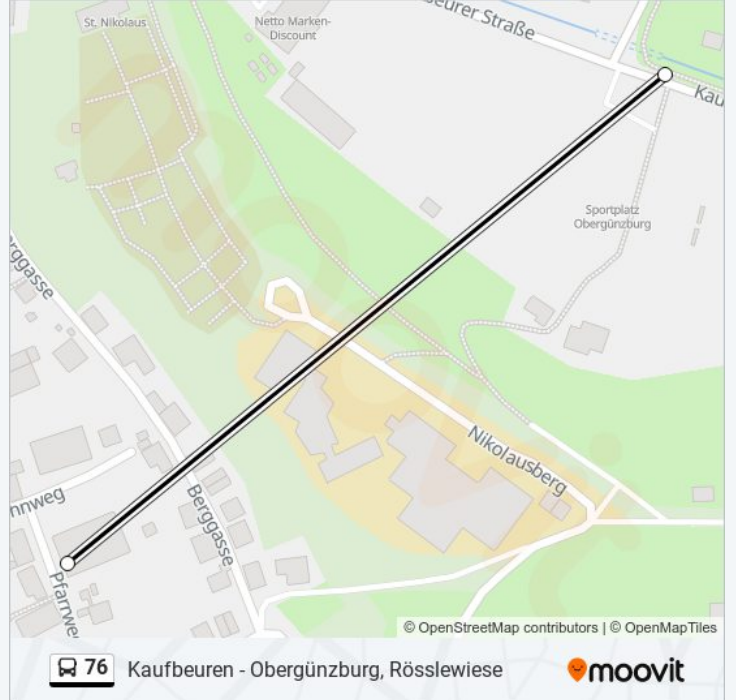 St. Nikolaus
Netto Marken-
Discount
eurer Straße
Kau
Sportplatz
Obergünzburg
rggasse
Nikolausberg
nnweg
Berggasse
Pfarrwe
© OpenStreetMap contributors | © OpenMapTiles
76 Kaufbeuren - Obergünzburg, Rösslewiese
moovit